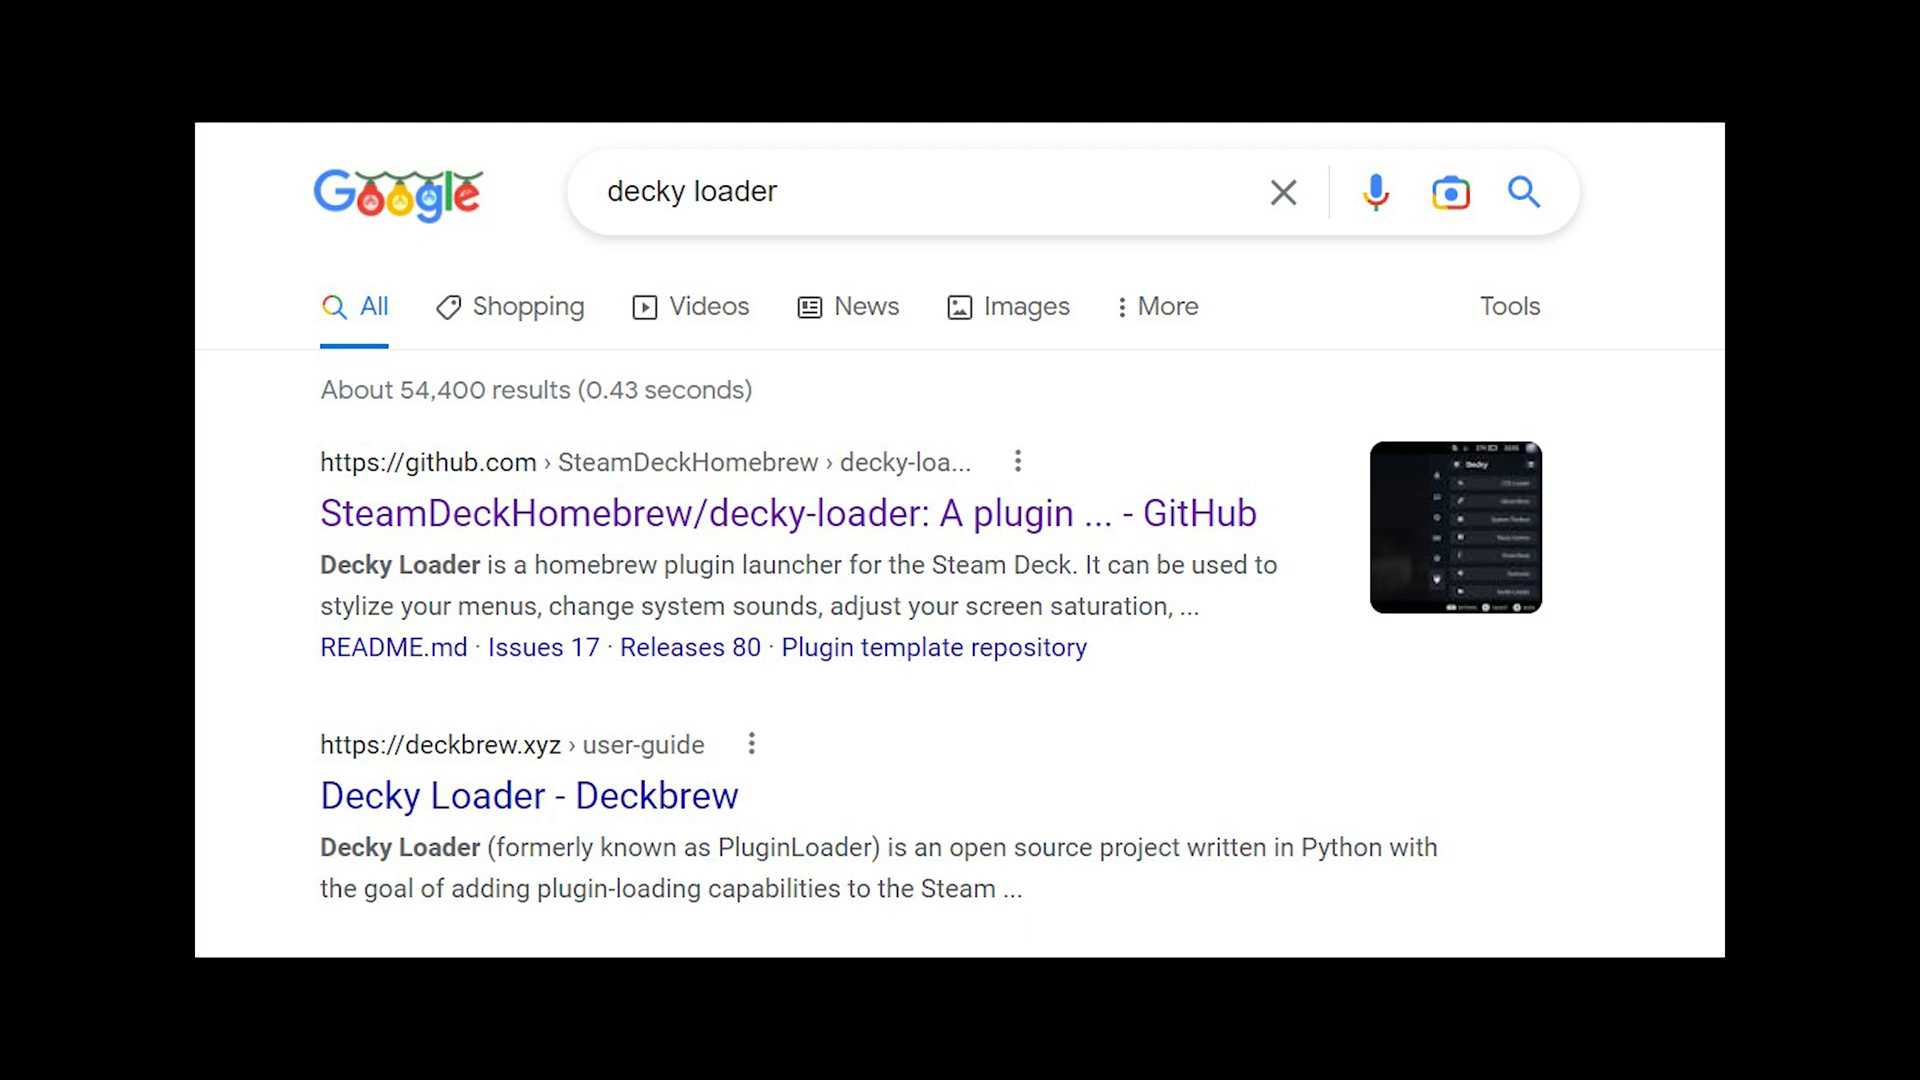 Google
decky loader
All Shopping Videos News Images More Tools
About 54,400 results (0.43 seconds)
https://github.com › SteamDeckHomebrew › decky-loa...
SteamDeckHomebrew/decky-loader: A plugin ... - GitHub
Decky Loader is a homebrew plugin launcher for the Steam Deck. It can be used to
stylize your menus, change system sounds, adjust your screen saturation, ...
README.md · Issues 17 · Releases 80 · Plugin template repository
Decky
https://deckbrew.xyz › user-guide
Decky Loader - Deckbrew
Decky Loader (formerly known as PluginLoader) is an open source project written in Python with
the goal of adding plugin-loading capabilities to the Steam ...